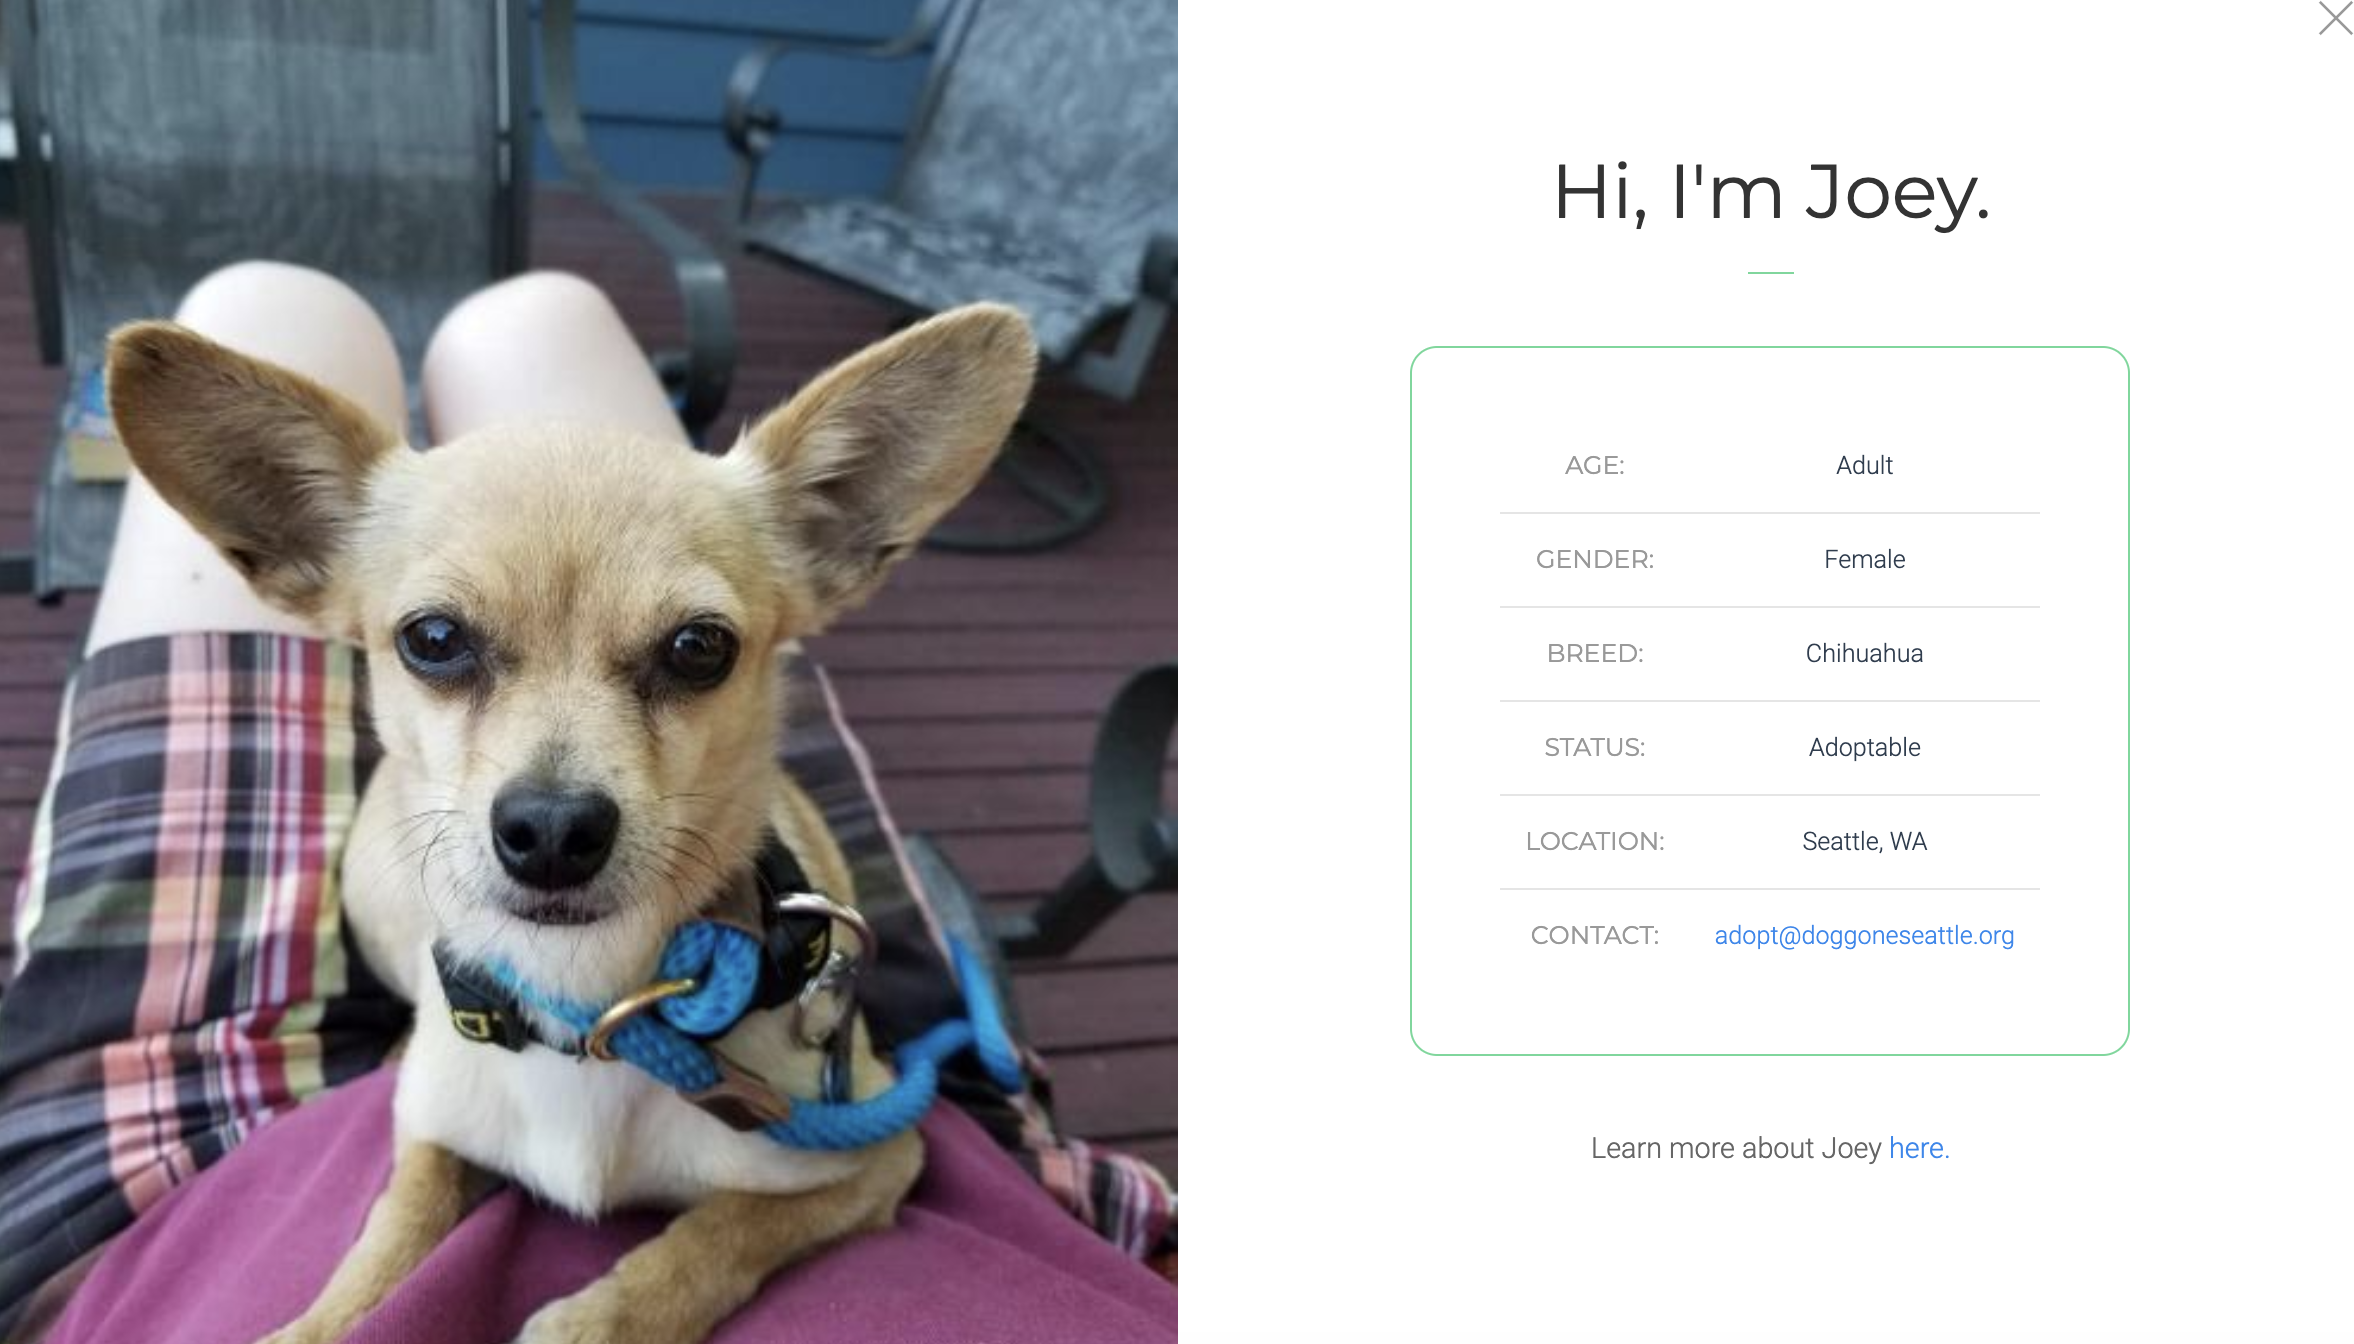 Hi, I'm Joey.
AGE: Adult
GENDER: Female
BREED: Chihuahua
STATUS: Adoptable
LOCATION: Seattle, WA
CONTACT: adopt@doggoneseattle.org
Learn more about Joey here.